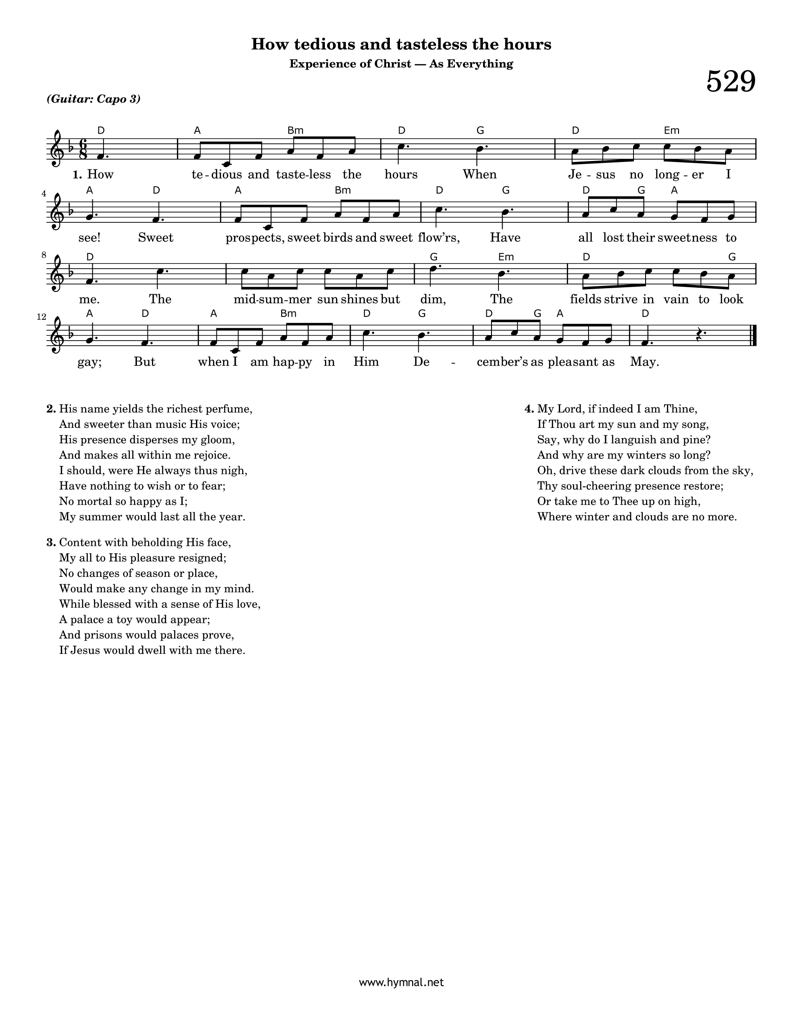 How tedious and tasteless the hours
Experience of Christ — As Everything
529
(Guitar: Capo 3)
D A Bm D G D Em
1. How te - dious and taste-less the hours When Je - sus no long - er I
4 A D A Bm D G D G A
see! Sweet prospects, sweet birds and sweet flow'rs, Have all lost their sweetness to
8 D G Em D G
me. The mid-sum-mer sun shines but dim, The fields strive in vain to look
12 A D A Bm D G D G A D
gay; But when I am hap-py in Him De - cember's as pleasant as May.
2. His name yields the richest perfume,
And sweeter than music His voice;
His presence disperses my gloom,
And makes all within me rejoice.
I should, were He always thus nigh,
Have nothing to wish or to fear;
No mortal so happy as I;
My summer would last all the year.
3. Content with beholding His face,
My all to His pleasure resigned;
No changes of season or place,
Would make any change in my mind.
While blessed with a sense of His love,
A palace a toy would appear;
And prisons would palaces prove,
If Jesus would dwell with me there.
4. My Lord, if indeed I am Thine,
If Thou art my sun and my song,
Say, why do I languish and pine?
And why are my winters so long?
Oh, drive these dark clouds from the sky,
Thy soul-cheering presence restore;
Or take me to Thee up on high,
Where winter and clouds are no more.
www.hymnal.net